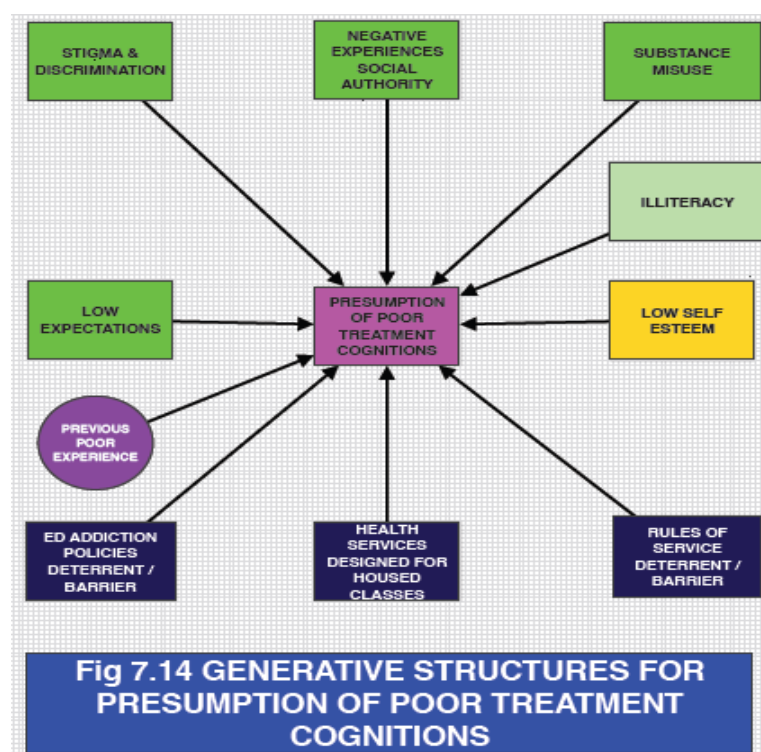 STIGMA &
DISCRIMINATION
NEGATIVE
EXPERIENCES
SOCIAL
AUTHORITY
SUBSTANCE
MISUSE
ILLITERACY
LOW
EXPECTATIONS
PRESUMPTION
OF POOR
TREATMENT
COGNITIONS
LOW SELF
ESTEEM
PREVIOUS
POOR
EXPERIENCE
ED ADDICTION
POLICIES
DETERRENT /
BARRIER
HEALTH
SERVICES
DESIGNED FOR
HOUSED
CLASSES
RULES OF
SERVICE
DETERRENT /
BARRIER
Fig 7.14 GENERATIVE STRUCTURES FOR
PRESUMPTION OF POOR TREATMENT
COGNITIONS